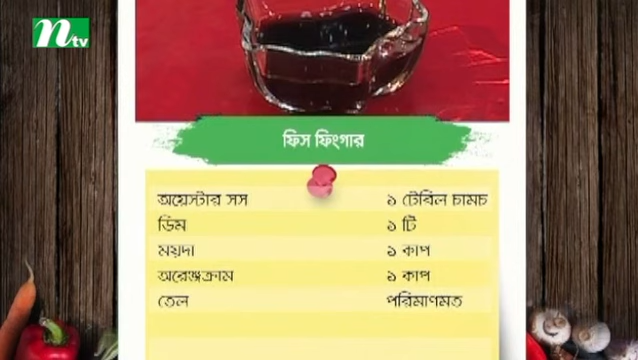 ntv
ফিস ফিংগার
অয়েস্টার সস ১ টেবিল চামচ
ডিম ১ টি
ময়দা ১ কাপ
অরেঞ্জক্রাম ১ কাপ
তেল পরিমাণমত